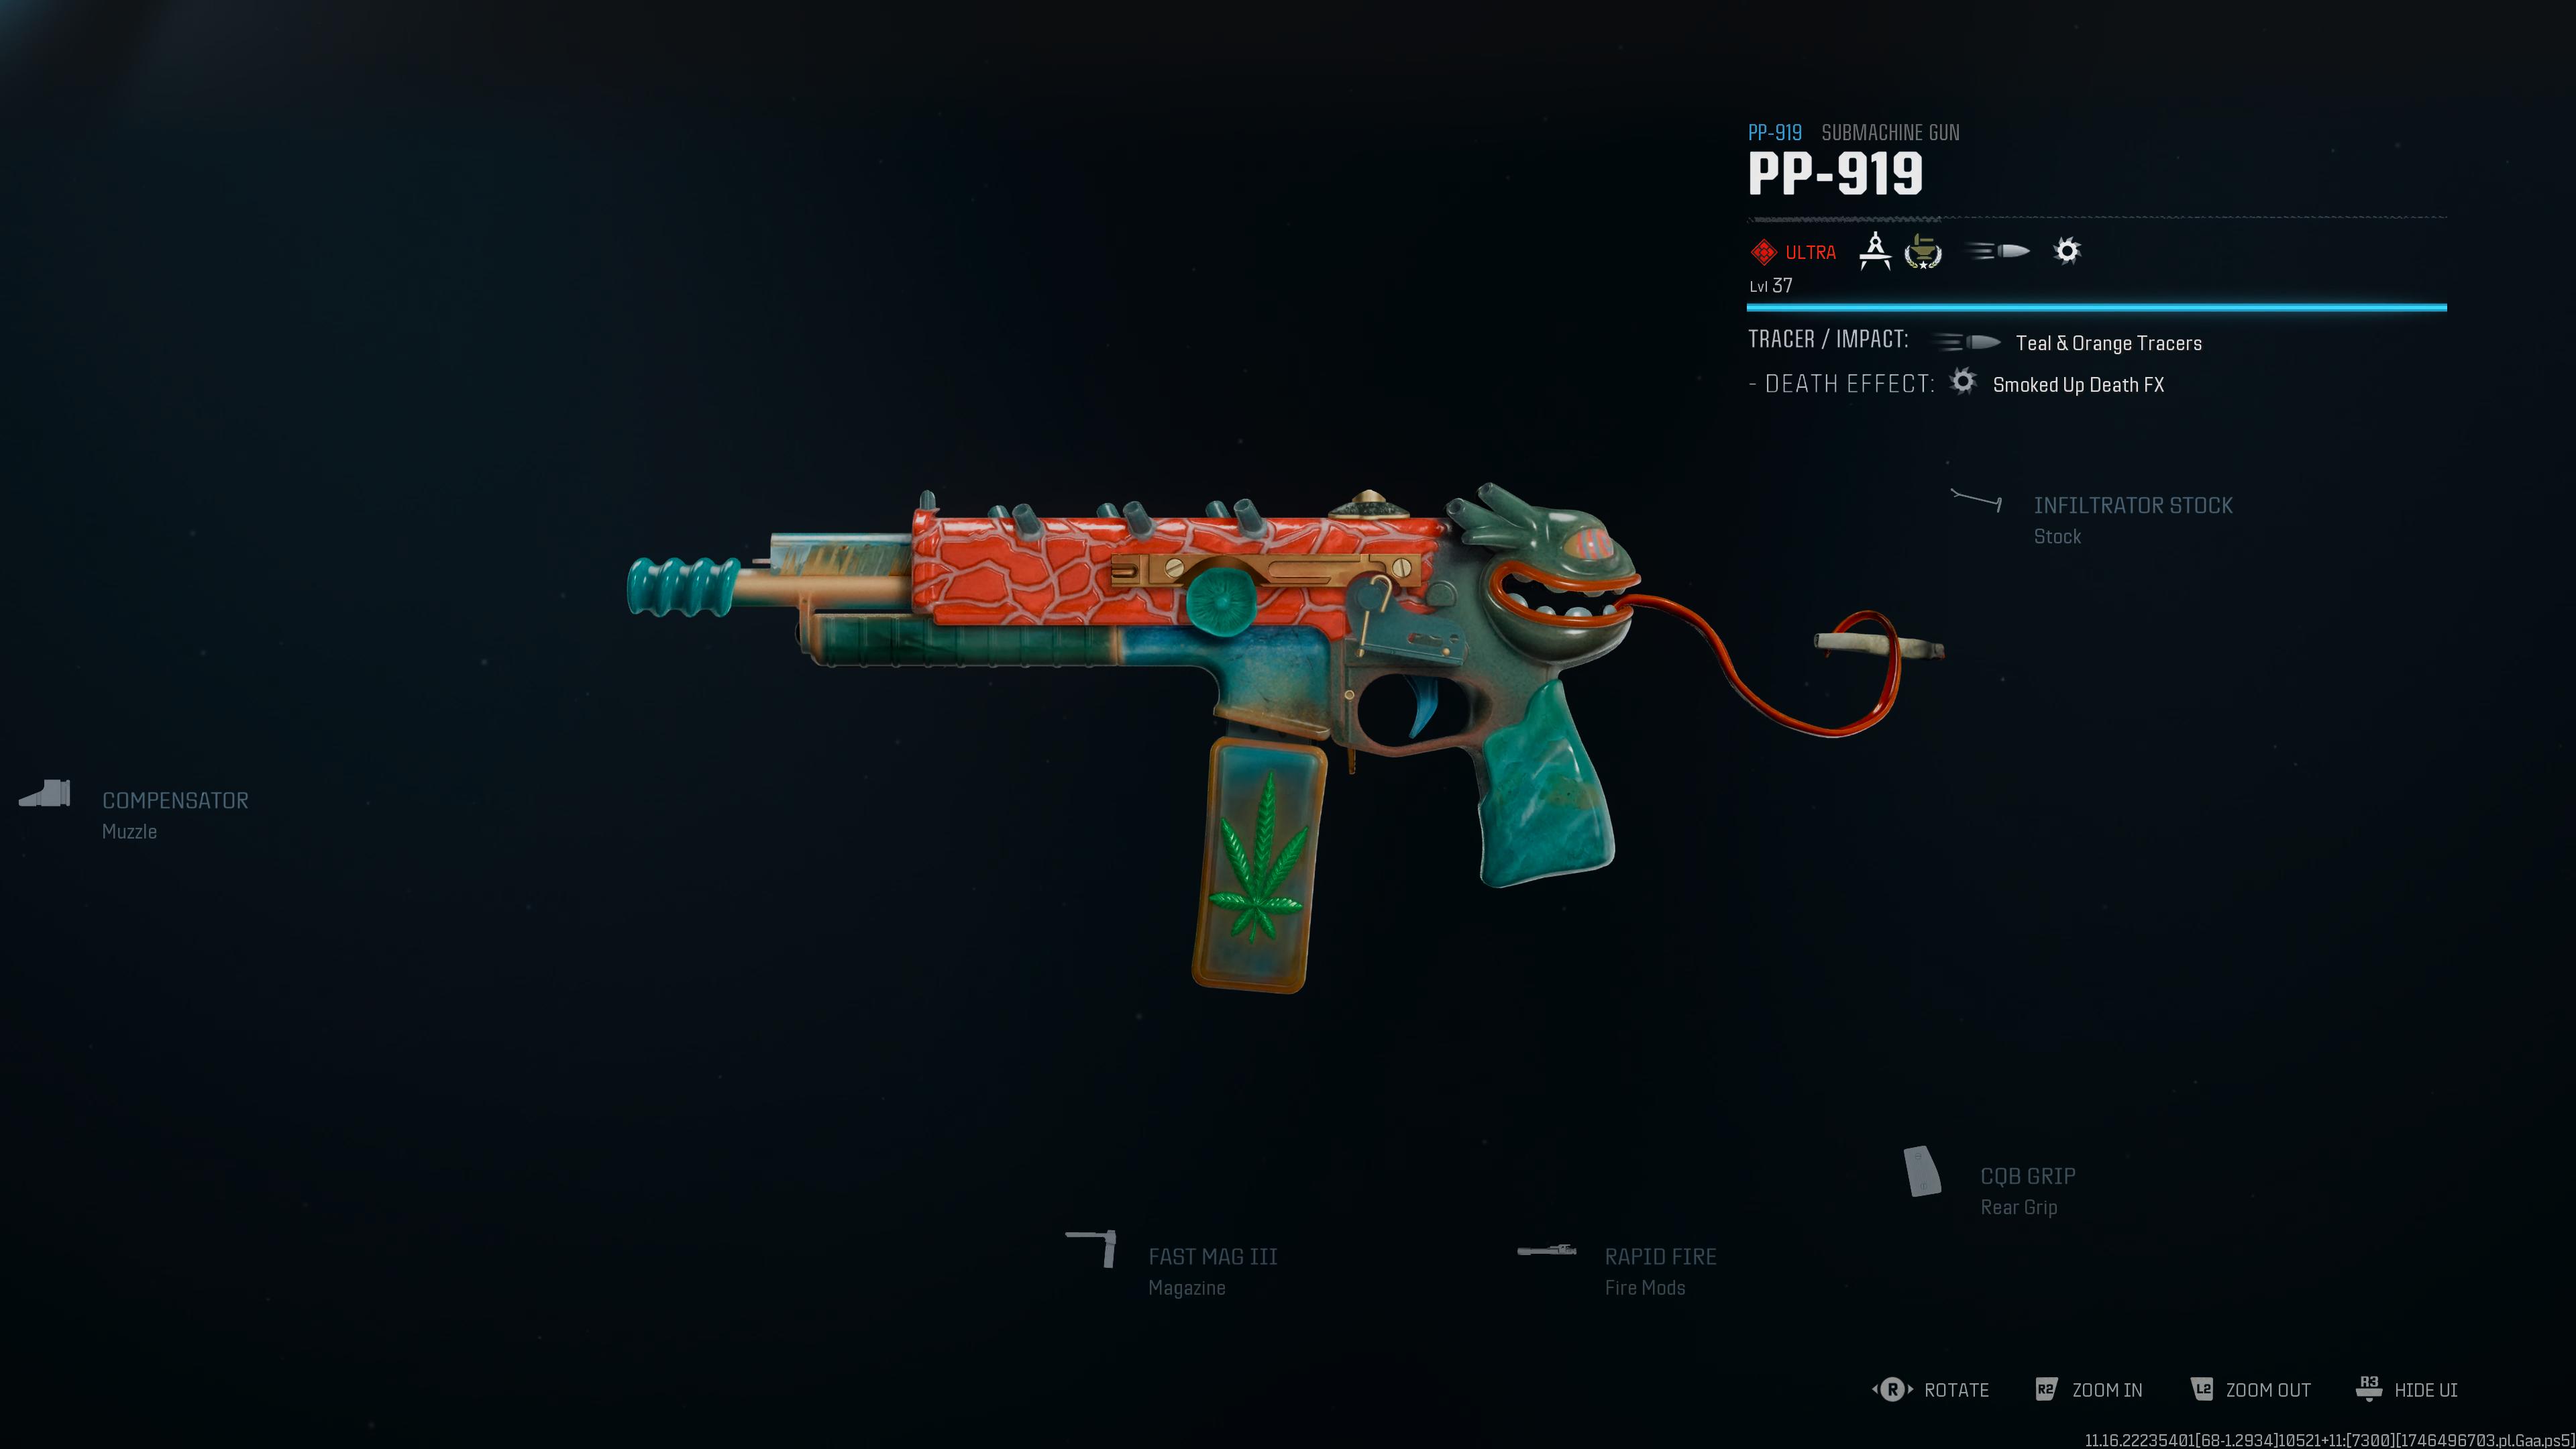 PP-919 SUBMACHINE GUN
PP-919
ULTRA
Lvl 37
TRACER / IMPACT: Teal & Orange Tracers
- DEATH EFFECT: Smoked Up Death FX
INFILTRATOR STOCK
Stock
COMPENSATOR
Muzzle
CQB GRIP
Rear Grip
FAST MAG III
Magazine
RAPID FIRE
Fire Mods
R ROTATE R2 ZOOM IN L2 ZOOM OUT R3 HIDE UI
11.16.22235401[68-1.2934]10521+11:[7300][1746496703.pl.Gaa.ps5]